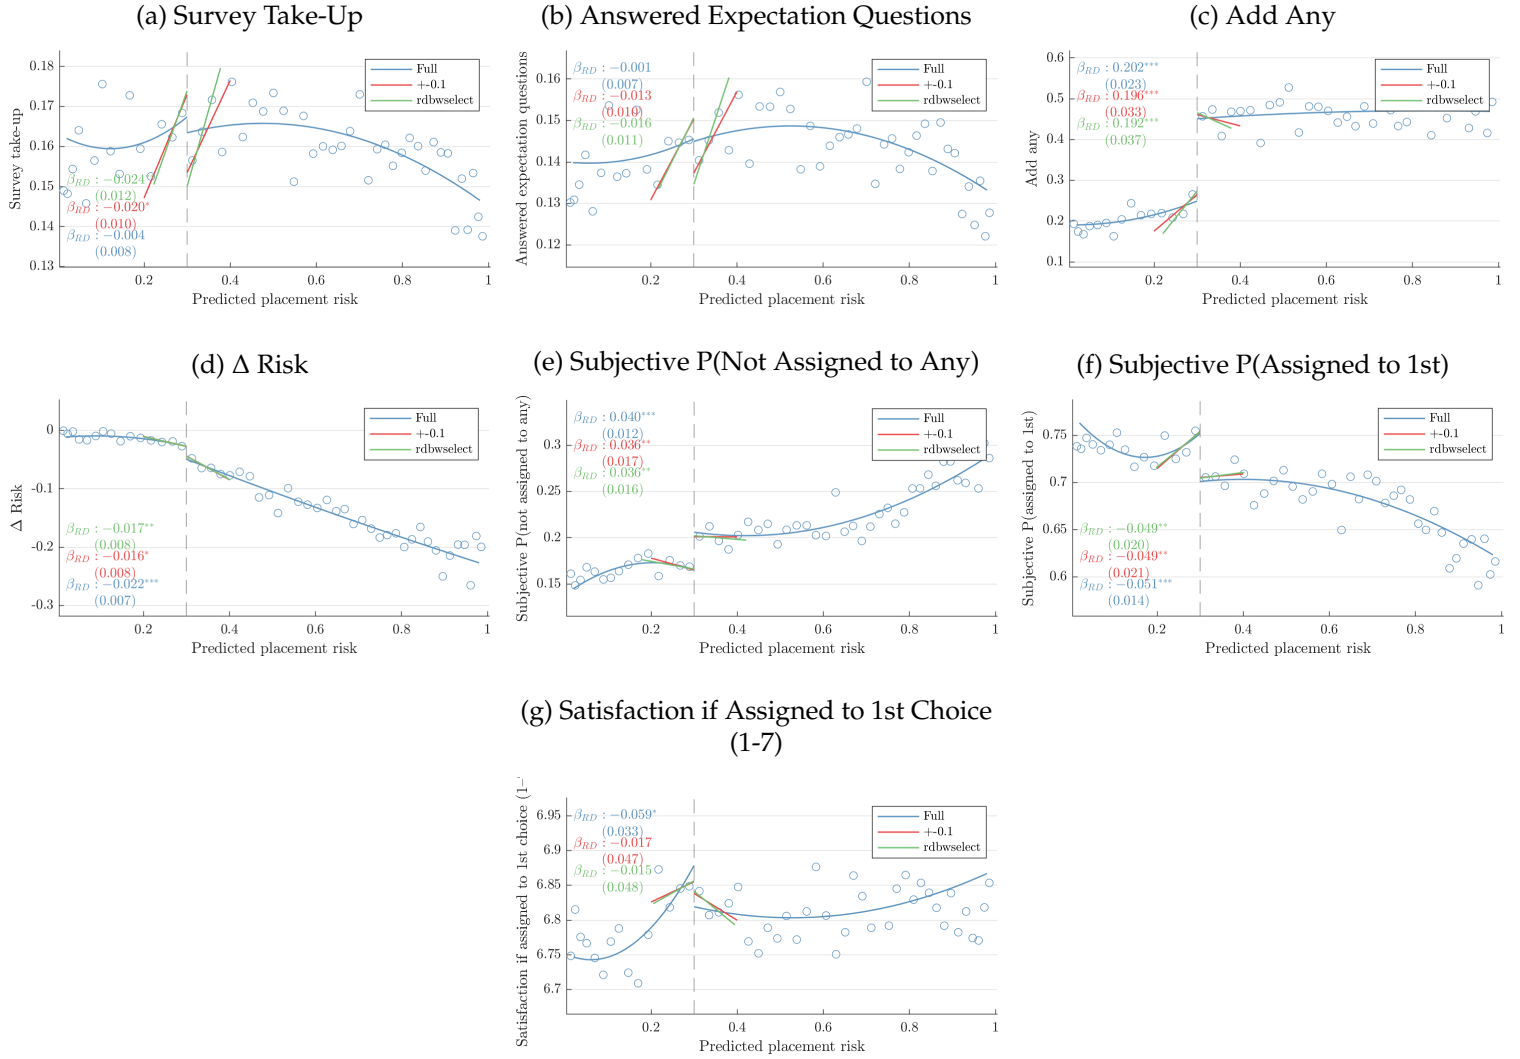 (a) Survey Take-Up
0.18
0.17
0.16
0.15
0.14
0.13
Survey take-up
Full
+-0.1
rdbwselect
β_RD : −0.024**
(0.012)
β_RD : −0.020*
(0.010)
β_RD : −0.004
(0.008)
0.2 0.4 0.6 0.8 1
Predicted placement risk
(b) Answered Expectation Questions
0.16
0.15
0.14
0.13
0.12
Answered expectation questions
β_RD : −0.001
(0.007)
β_RD : −0.013
(0.010)
β_RD : −0.016
(0.011)
Full
+-0.1
rdbwselect
0.2 0.4 0.6 0.8 1
Predicted placement risk
(c) Add Any
0.6
0.5
0.4
0.3
0.2
0.1
Add any
β_RD : 0.202***
(0.023)
β_RD : 0.196***
(0.033)
β_RD : 0.192***
(0.037)
Full
+-0.1
rdbwselect
0.2 0.4 0.6 0.8 1
Predicted placement risk
(d) Δ Risk
0
-0.1
-0.2
-0.3
Δ Risk
Full
+-0.1
rdbwselect
β_RD : −0.017**
(0.008)
β_RD : −0.016*
(0.008)
β_RD : −0.022***
(0.007)
0.2 0.4 0.6 0.8 1
Predicted placement risk
(e) Subjective P(Not Assigned to Any)
0.3
0.25
0.2
0.15
Subjective P(not assigned to any)
β_RD : 0.040***
(0.012)
β_RD : 0.036**
(0.017)
β_RD : 0.036**
(0.016)
Full
+-0.1
rdbwselect
0.2 0.4 0.6 0.8 1
Predicted placement risk
(f) Subjective P(Assigned to 1st)
0.75
0.7
0.65
0.6
Subjective P(assigned to 1st)
Full
+-0.1
rdbwselect
β_RD : −0.049**
(0.020)
β_RD : −0.049**
(0.021)
β_RD : −0.051***
(0.014)
0.2 0.4 0.6 0.8 1
Predicted placement risk
(g) Satisfaction if Assigned to 1st Choice
(1-7)
6.95
6.9
6.85
6.8
6.75
6.7
Satisfaction if assigned to 1st choice (1–
β_RD : −0.059*
(0.033)
β_RD : −0.017
(0.047)
β_RD : −0.015
(0.048)
Full
+-0.1
rdbwselect
0.2 0.4 0.6 0.8 1
Predicted placement risk